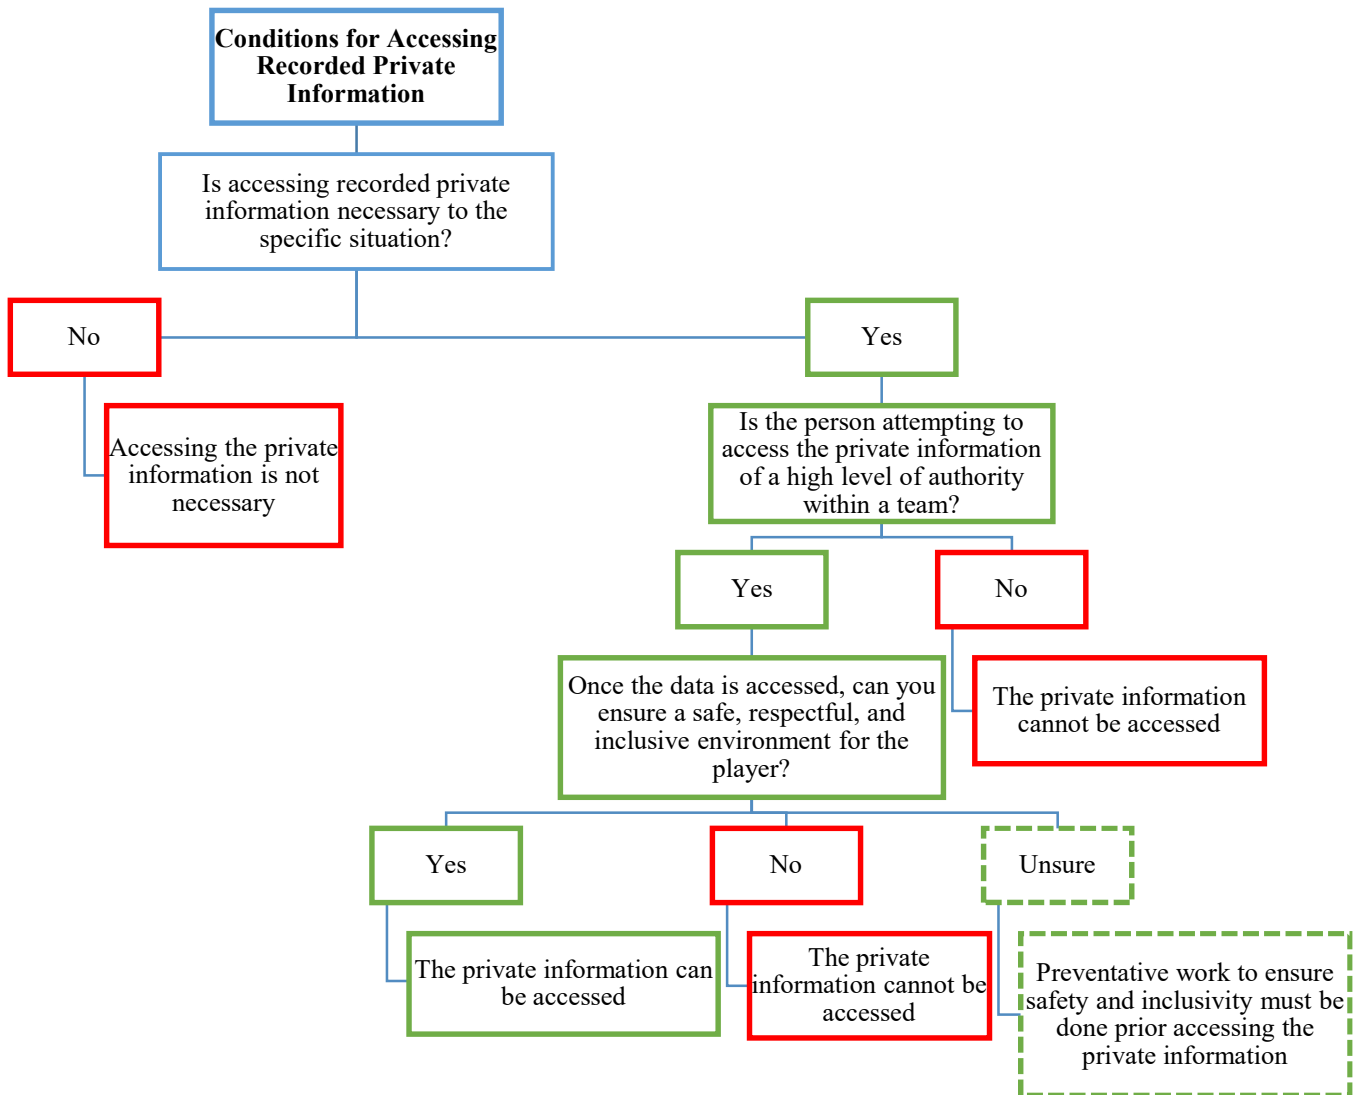 Conditions for Accessing
Recorded Private
Information
Is accessing recorded private
information necessary to the
specific situation?
No
Yes
Accessing the private
information is not
necessary
Is the person attempting to
access the private information
of a high level of authority
within a team?
Yes
No
Once the data is accessed, can you
ensure a safe, respectful, and
inclusive environment for the
player?
The private information
cannot be accessed
Yes
No
Unsure
The private information can
be accessed
The private
information cannot be
accessed
Preventative work to ensure
safety and inclusivity must be
done prior accessing the
private information